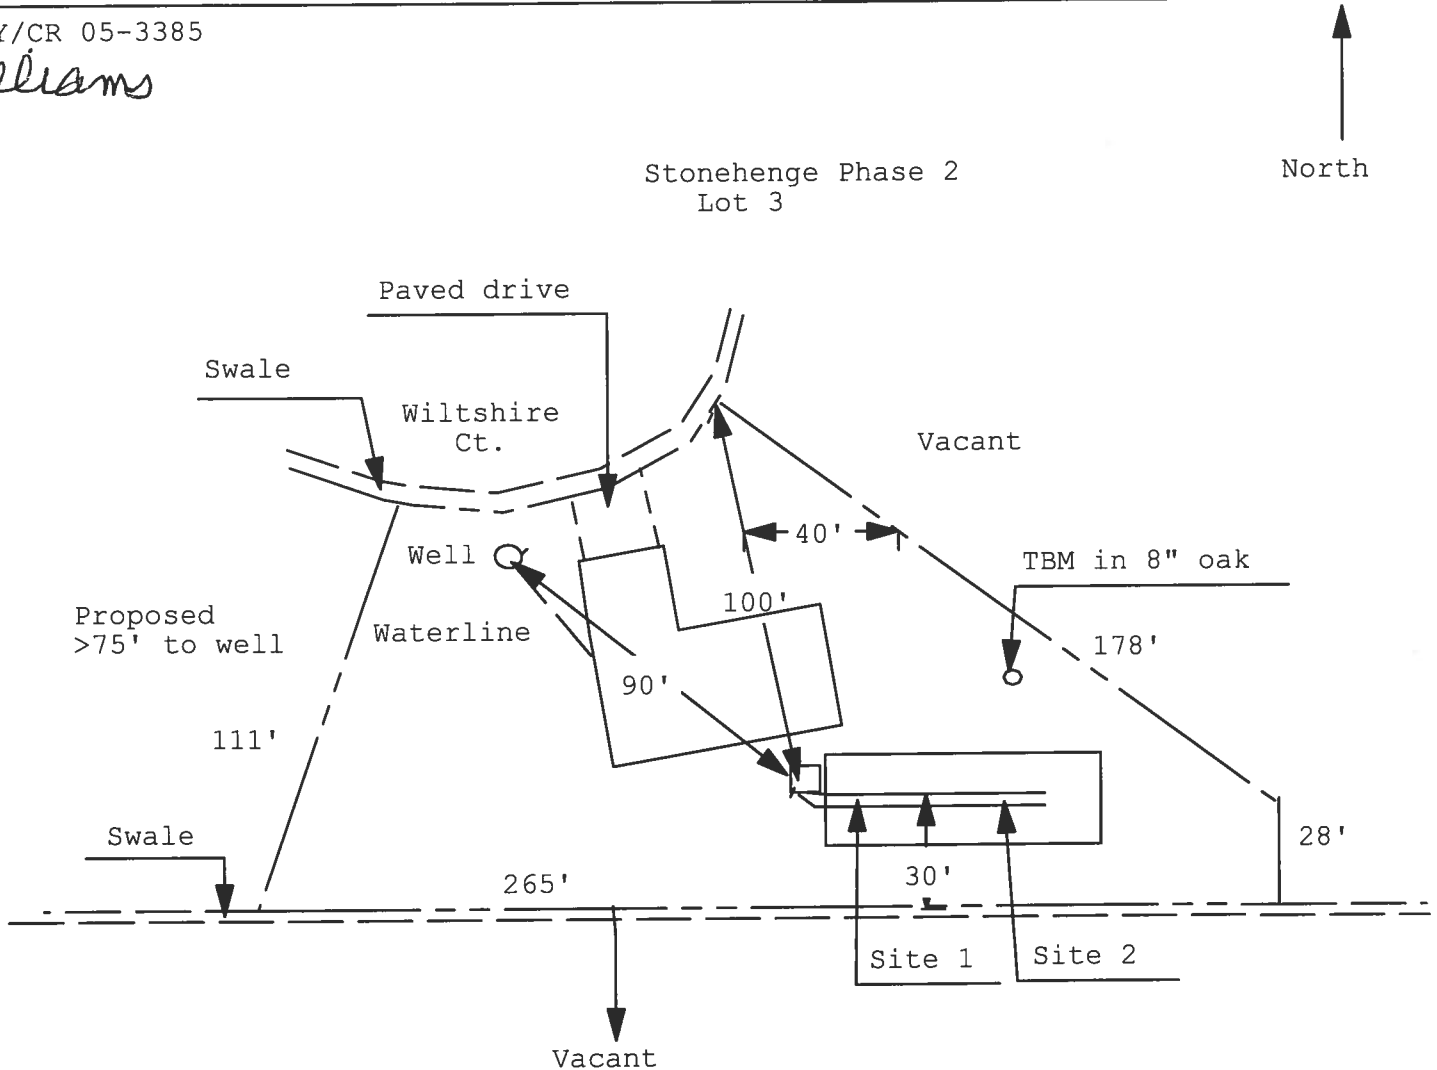 Y/CR 05-3385
North
Stonehenge Phase 2
Lot 3
Paved drive
Swale
Wiltshire
Ct.
Vacant
40'
Well
TBM in 8" oak
100'
Proposed
>75' to well
Waterline
178'
90'
111'
Swale
28'
30'
265'
Site 1
Site 2
Vacant